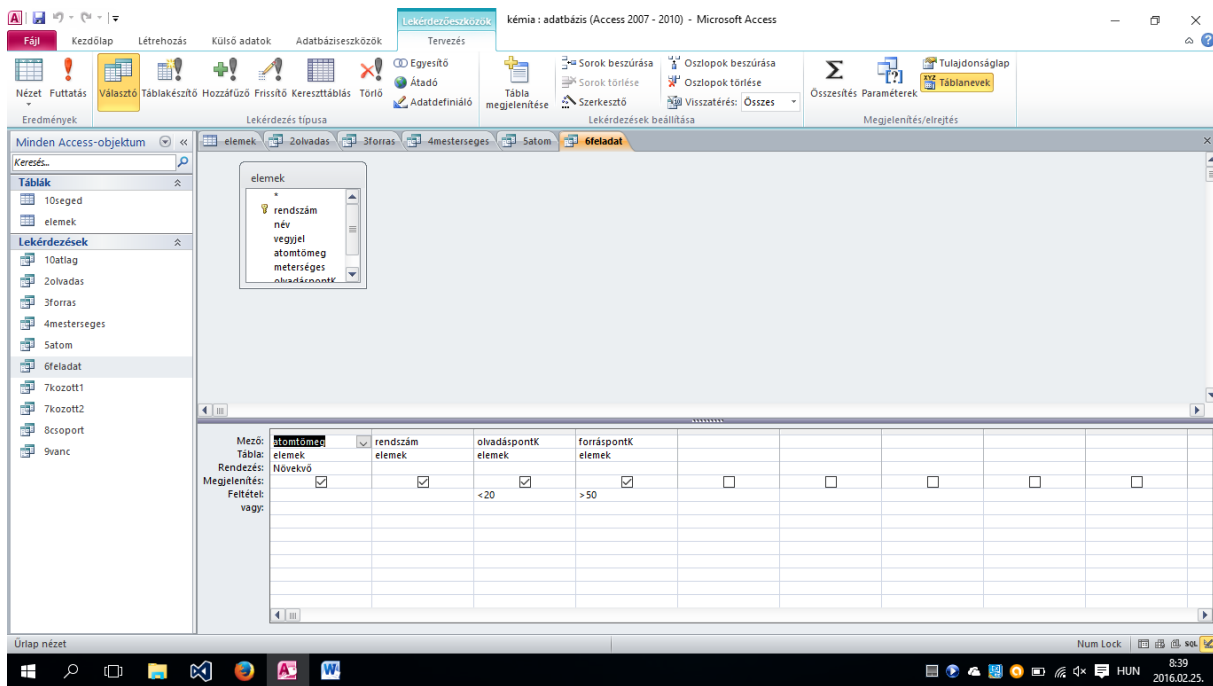 Lekérdezőeszközök kémia : adatbázis (Access 2007 - 2010) - Microsoft Access
Fájl Kezdőlap Létrehozás Külső adatok Adatbáziseszközök Tervezés
Nézet Futtatás Választó Táblakészítő Hozzáfűző Frissítő Kereszttáblás Törlő
Egyesítő
Átadó
Adatdefiniáló
Tábla
megjelenítése
Sorok beszúrása
Sorok törlése
Szerkesztő
Oszlopok beszúrása
Oszlopok törlése
Visszatérés: Összes
Összesítés Paraméterek
Tulajdonságlap
Táblanevek
Eredmények Lekérdezés típusa Lekérdezések beállítása Megjelenítés/elrejtés
Minden Access-objektum «
Keresés...
Táblák
10seged
elemek
Lekérdezések
10atlag
2olvadas
3forras
4mesterseges
5atom
6feladat
7kozott1
7kozott2
8csoport
9vanc
elemek 2olvadas 3forras 4mesterseges 5atom 6feladat
elemek
*
rendszám
név
vegyjel
atomtömeg
meterséges
olvadáspontK
Mező: atomtömeg rendszám olvadáspontK forráspontK
Tábla: elemek elemek elemek elemek
Rendezés: Növekvő
Megjelenítés:
Feltétel: <20 >50
vagy:
Űrlap nézet Num Lock SQL
HUN 8:39
2016.02.25.